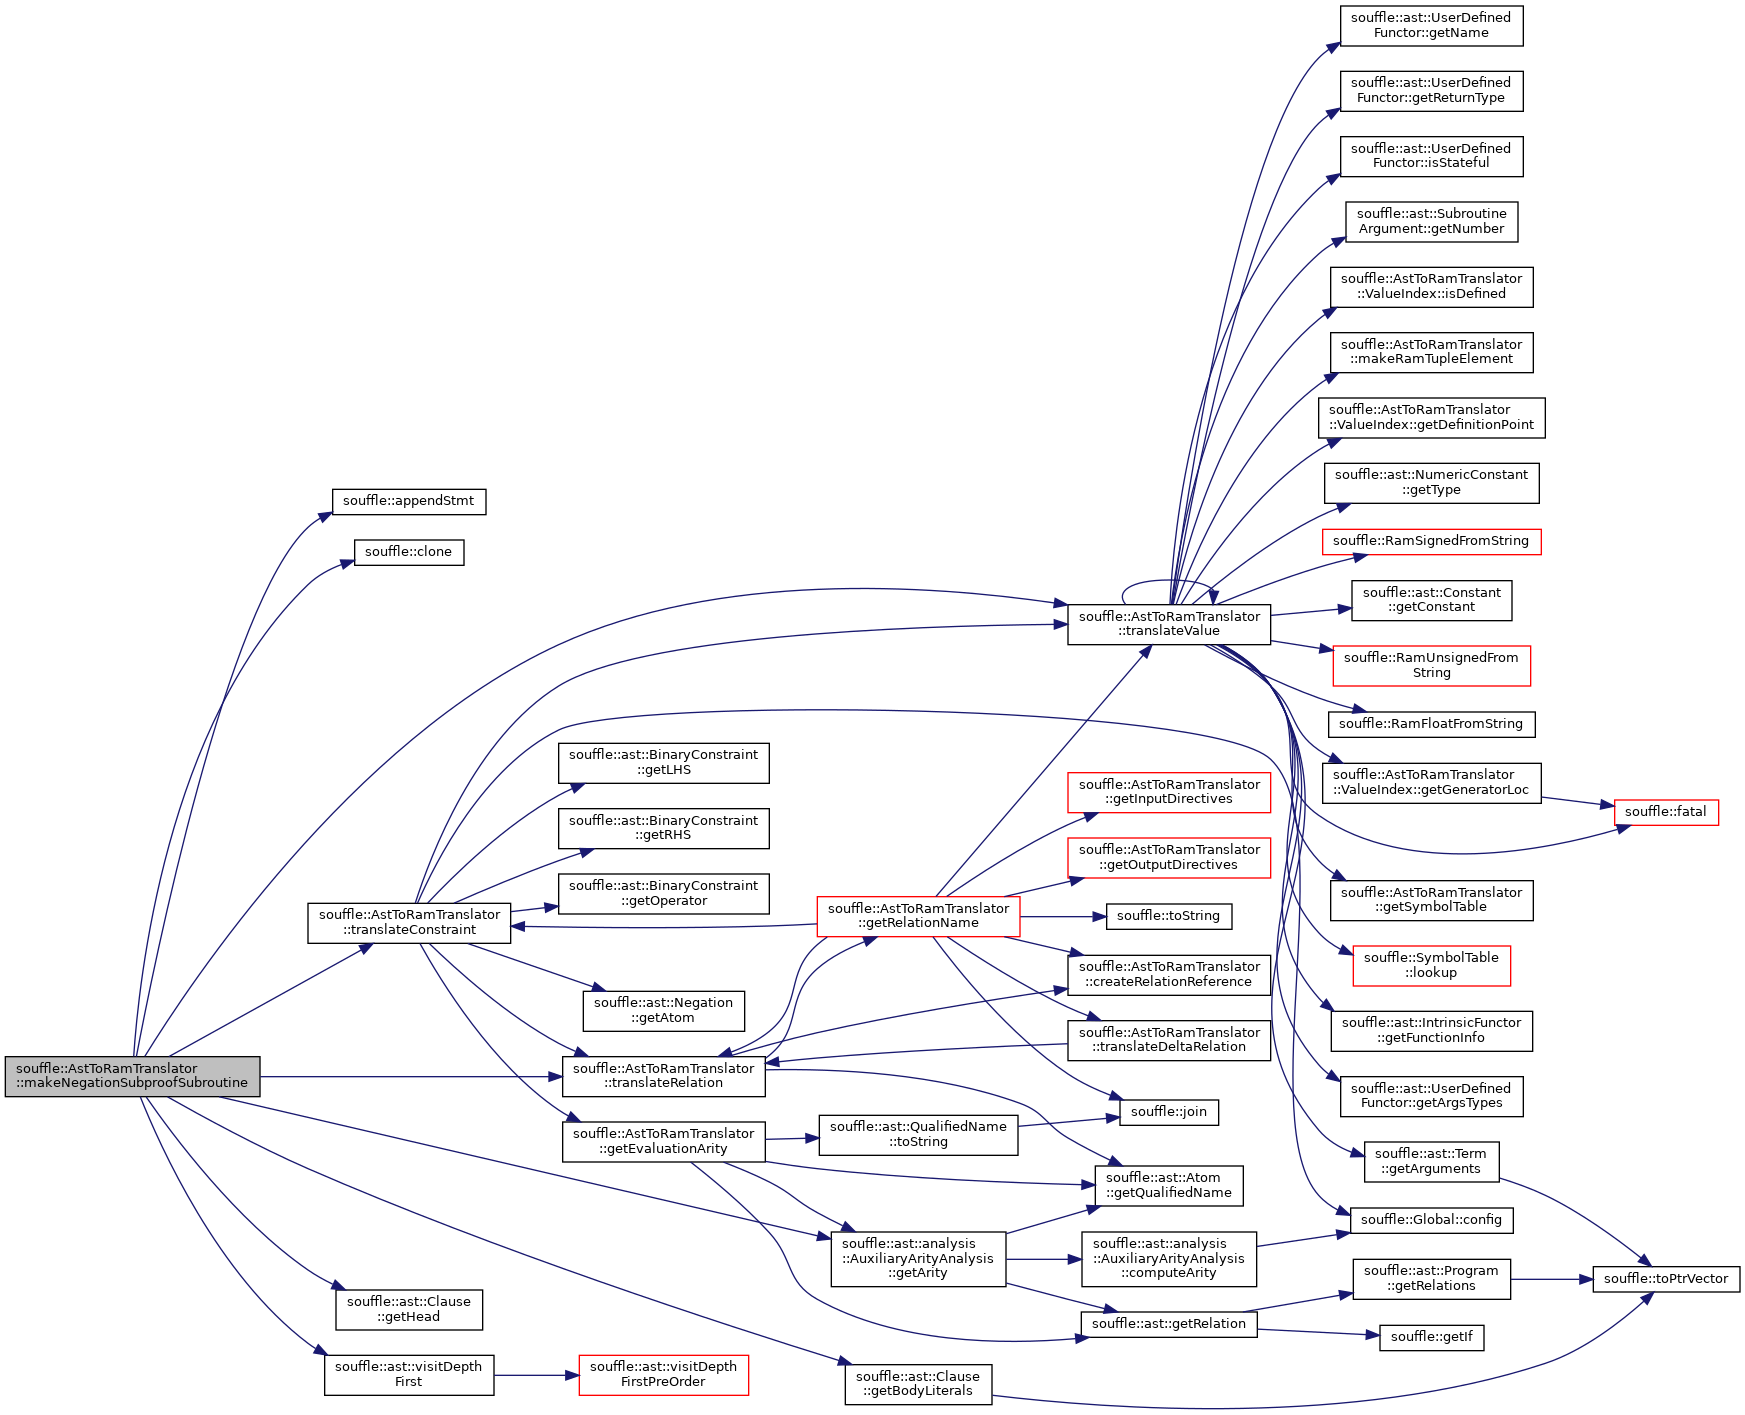 souffle::AstToRamTranslator
::makeNegationSubproofSubroutine
souffle::appendStmt
souffle::clone
souffle::AstToRamTranslator
::translateConstraint
souffle::ast::Clause
::getHead
souffle::ast::visitDepth
First
souffle::ast::BinaryConstraint
::getLHS
souffle::ast::BinaryConstraint
::getRHS
souffle::ast::BinaryConstraint
::getOperator
souffle::ast::Negation
::getAtom
souffle::AstToRamTranslator
::translateRelation
souffle::AstToRamTranslator
::getEvaluationArity
souffle::ast::visitDepth
FirstPreOrder
souffle::AstToRamTranslator
::getRelationName
souffle::ast::QualifiedName
::toString
souffle::ast::analysis
::AuxiliaryArityAnalysis
::getArity
souffle::ast::Clause
::getBodyLiterals
souffle::AstToRamTranslator
::translateValue
souffle::AstToRamTranslator
::getInputDirectives
souffle::AstToRamTranslator
::getOutputDirectives
souffle::toString
souffle::AstToRamTranslator
::createRelationReference
souffle::AstToRamTranslator
::translateDeltaRelation
souffle::join
souffle::ast::Atom
::getQualifiedName
souffle::ast::analysis
::AuxiliaryArityAnalysis
::computeArity
souffle::ast::getRelation
souffle::ast::UserDefined
Functor::getName
souffle::ast::UserDefined
Functor::getReturnType
souffle::ast::UserDefined
Functor::isStateful
souffle::ast::Subroutine
Argument::getNumber
souffle::AstToRamTranslator
::ValueIndex::isDefined
souffle::AstToRamTranslator
::makeRamTupleElement
souffle::AstToRamTranslator
::ValueIndex::getDefinitionPoint
souffle::ast::NumericConstant
::getType
souffle::RamSignedFromString
souffle::ast::Constant
::getConstant
souffle::RamUnsignedFrom
String
souffle::RamFloatFromString
souffle::AstToRamTranslator
::ValueIndex::getGeneratorLoc
souffle::fatal
souffle::AstToRamTranslator
::getSymbolTable
souffle::SymbolTable
::lookup
souffle::ast::IntrinsicFunctor
::getFunctionInfo
souffle::ast::UserDefined
Functor::getArgsTypes
souffle::ast::Term
::getArguments
souffle::Global::config
souffle::ast::Program
::getRelations
souffle::getIf
souffle::toPtrVector